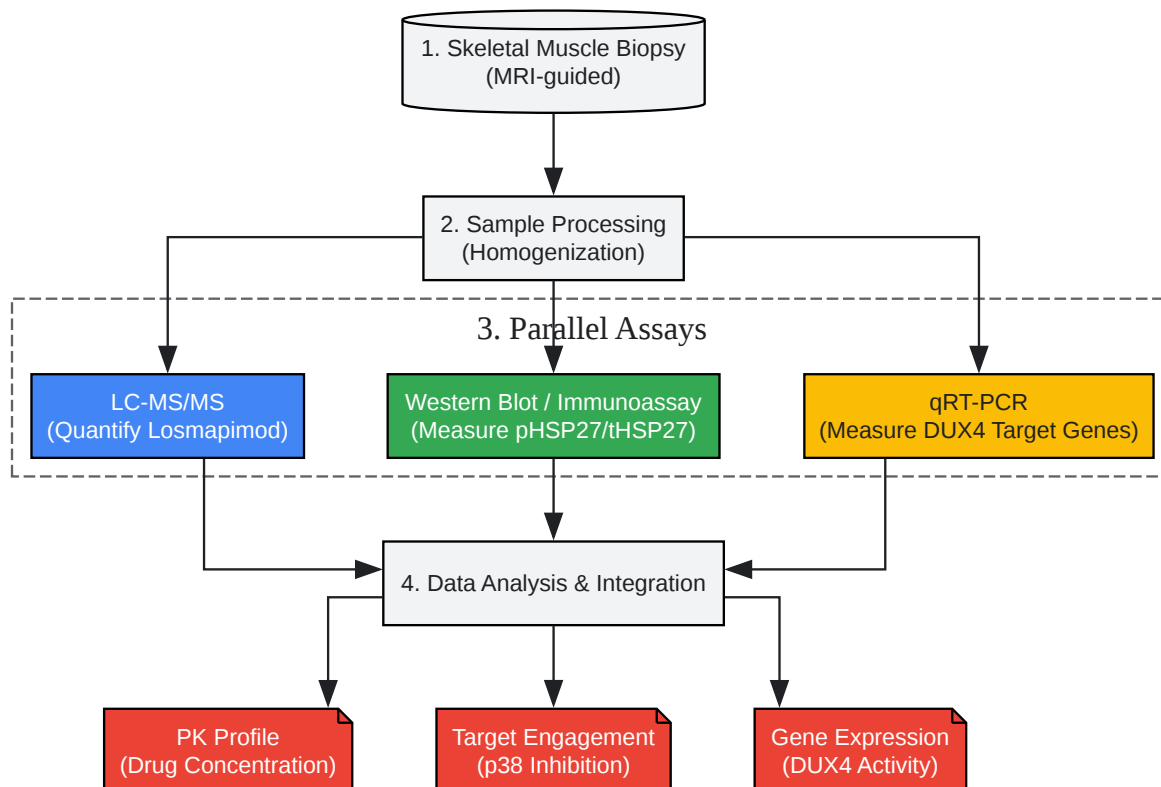 1. Skeletal Muscle Biopsy
(MRI-guided)
2. Sample Processing
(Homogenization)
3. Parallel Assays
LC-MS/MS
(Quantify Losmapimod)
Western Blot / Immunoassay
(Measure pHSP27/tHSP27)
qRT-PCR
(Measure DUX4 Target Genes)
4. Data Analysis & Integration
PK Profile
(Drug Concentration)
Target Engagement
(p38 Inhibition)
Gene Expression
(DUX4 Activity)